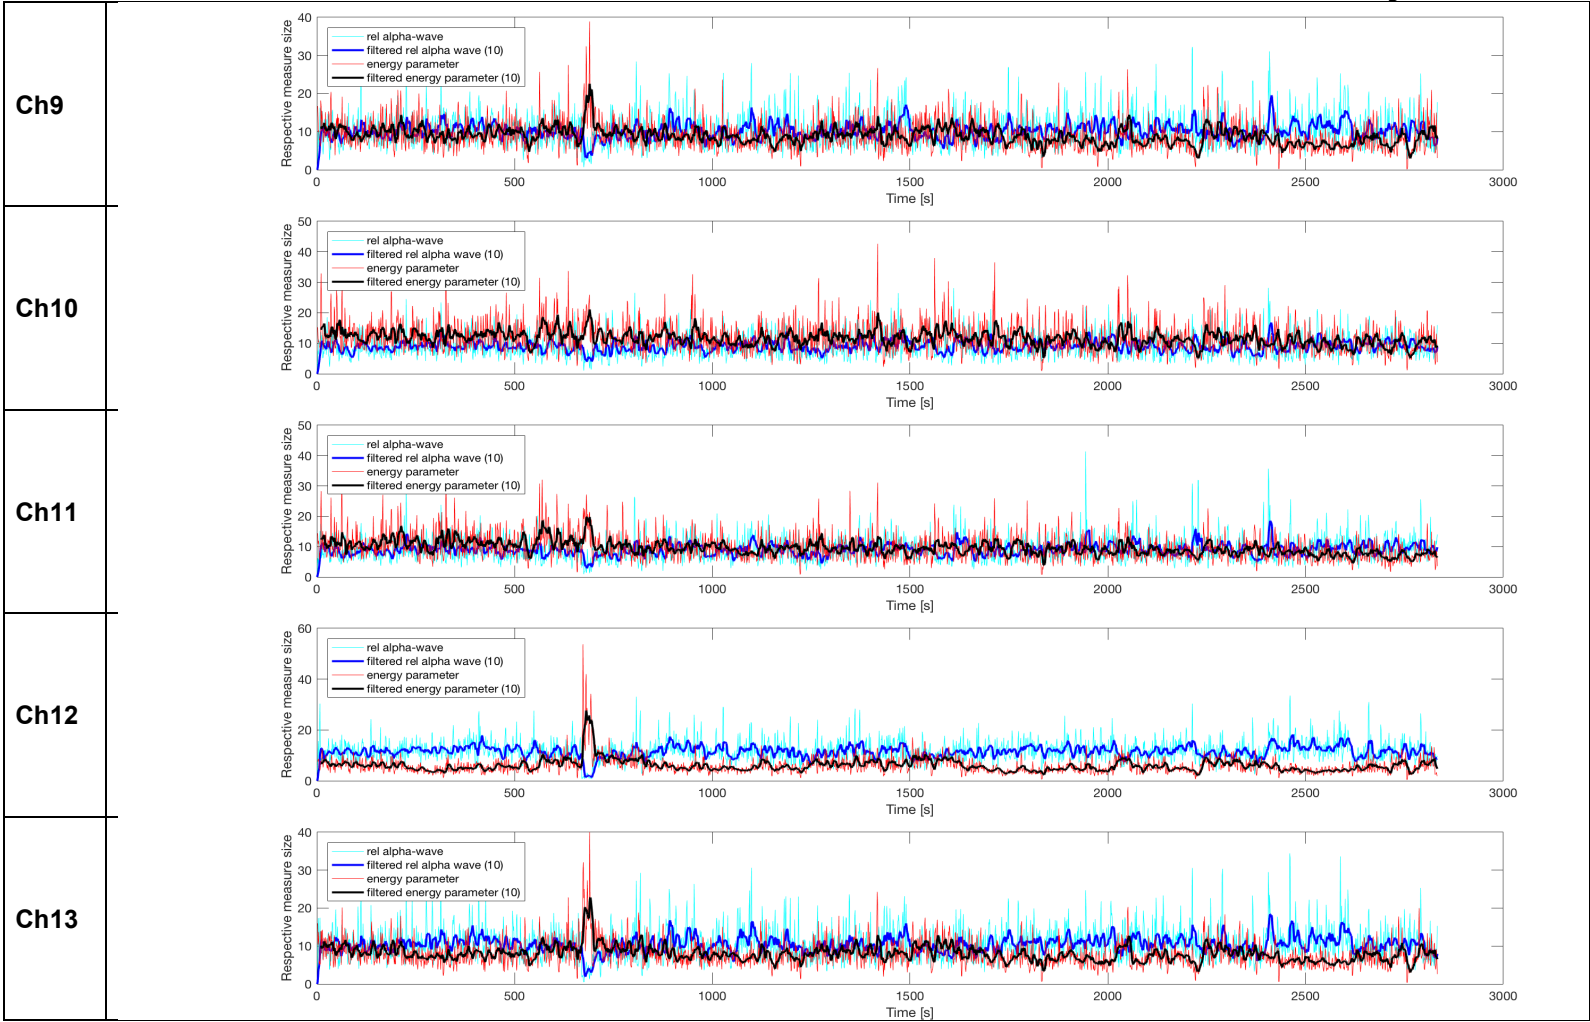 Ch9
Respective measure size
40
30
20
10
0
rel alpha-wave
filtered rel alpha wave (10)
energy parameter
filtered energy parameter (10)
0 500 1000 1500 2000 2500 3000
Time [s]
Ch10
Respective measure size
50
40
30
20
10
0
rel alpha-wave
filtered rel alpha wave (10)
energy parameter
filtered energy parameter (10)
0 500 1000 1500 2000 2500 3000
Time [s]
Ch11
Respective measure size
50
40
30
20
10
0
rel alpha-wave
filtered rel alpha wave (10)
energy parameter
filtered energy parameter (10)
0 500 1000 1500 2000 2500 3000
Time [s]
Ch12
Respective measure size
60
40
20
0
rel alpha-wave
filtered rel alpha wave (10)
energy parameter
filtered energy parameter (10)
0 500 1000 1500 2000 2500 3000
Time [s]
Ch13
Respective measure size
40
30
20
10
0
rel alpha-wave
filtered rel alpha wave (10)
energy parameter
filtered energy parameter (10)
0 500 1000 1500 2000 2500 3000
Time [s]